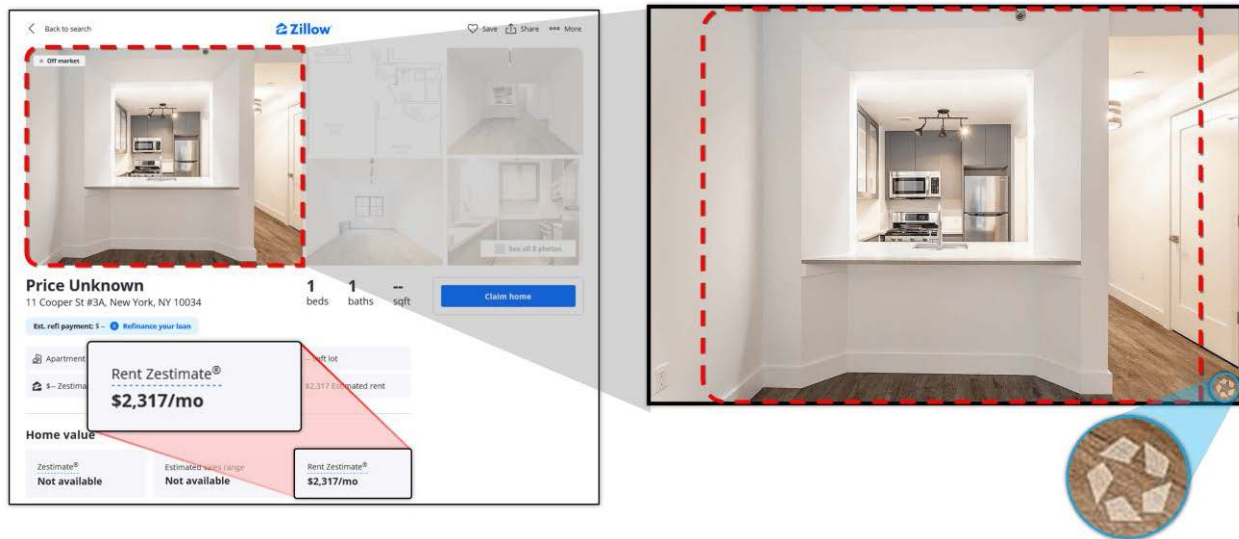 Back to search
Zillow
Save Share More
Off market
See all 8 photos
Price Unknown
11 Cooper St #3A, New York, NY 10034
1 beds
1 baths
-- sqft
Claim home
Est. refi payment: $ -- $ Refinance your loan
Apartment
sqft lot
$-- Zestima
$2,317 Estimated rent
Rent Zestimate®
$2,317/mo
Home value
Zestimate®
Not available
Estimated sales range
Not available
Rent Zestimate®
$2,317/mo